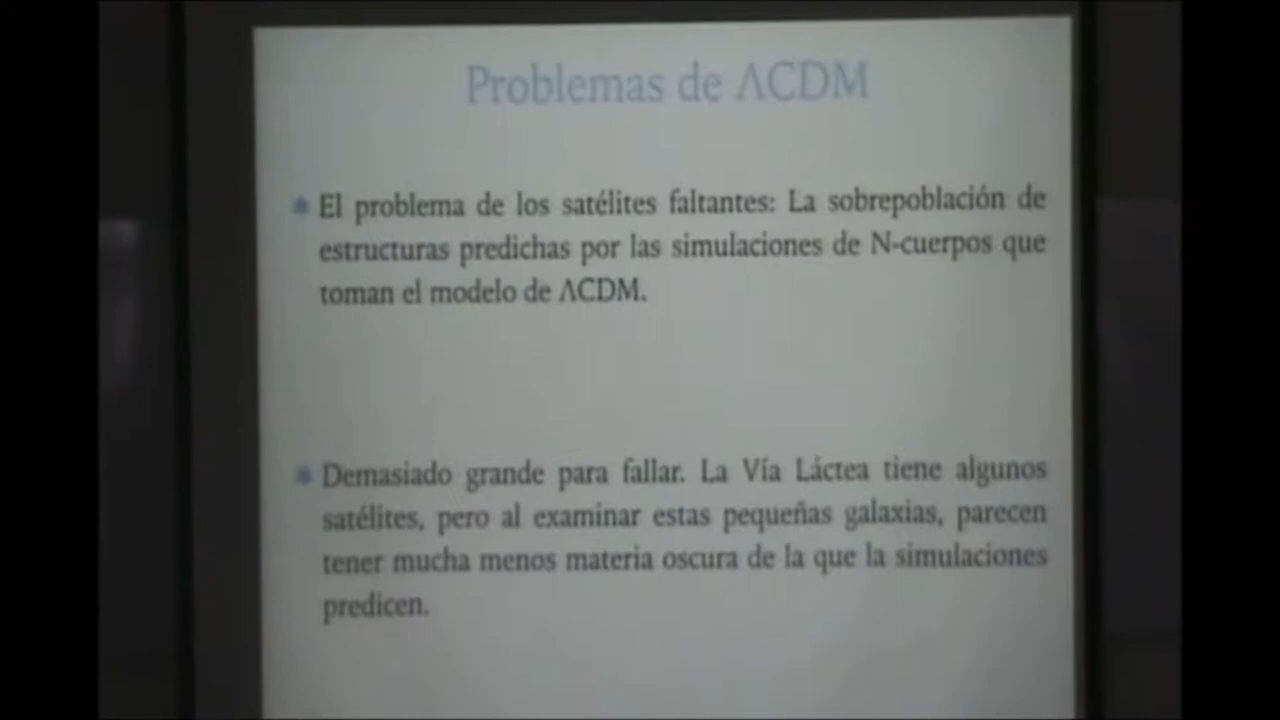 Problemas de ΛCDM
El problema de los satélites faltantes: La sobrepoblación de
estructuras predichas por las simulaciones de N-cuerpos que
toman el modelo de ΛCDM.
Demasiado grande para fallar. La Vía Láctea tiene algunos
satélites, pero al examinar estas pequeñas galaxias, parecen
tener mucha menos materia oscura de la que la simulaciones
predicen.